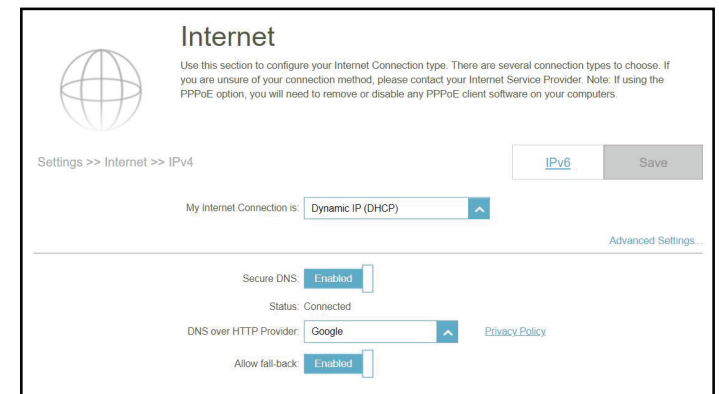 Internet
Use this section to configure your Internet Connection type. There are several connection types to choose. If
you are unsure of your connection method, please contact your Internet Service Provider. Note: If using the
PPPoE option, you will need to remove or disable any PPPoE client software on your computers.
Settings >> Internet >> IPv4
IPv6
Save
My Internet Connection is: Dynamic IP (DHCP)
Advanced Settings...
Secure DNS: Enabled
Status: Connected
DNS over HTTP Provider: Google Privacy Policy
Allow fall-back: Enabled